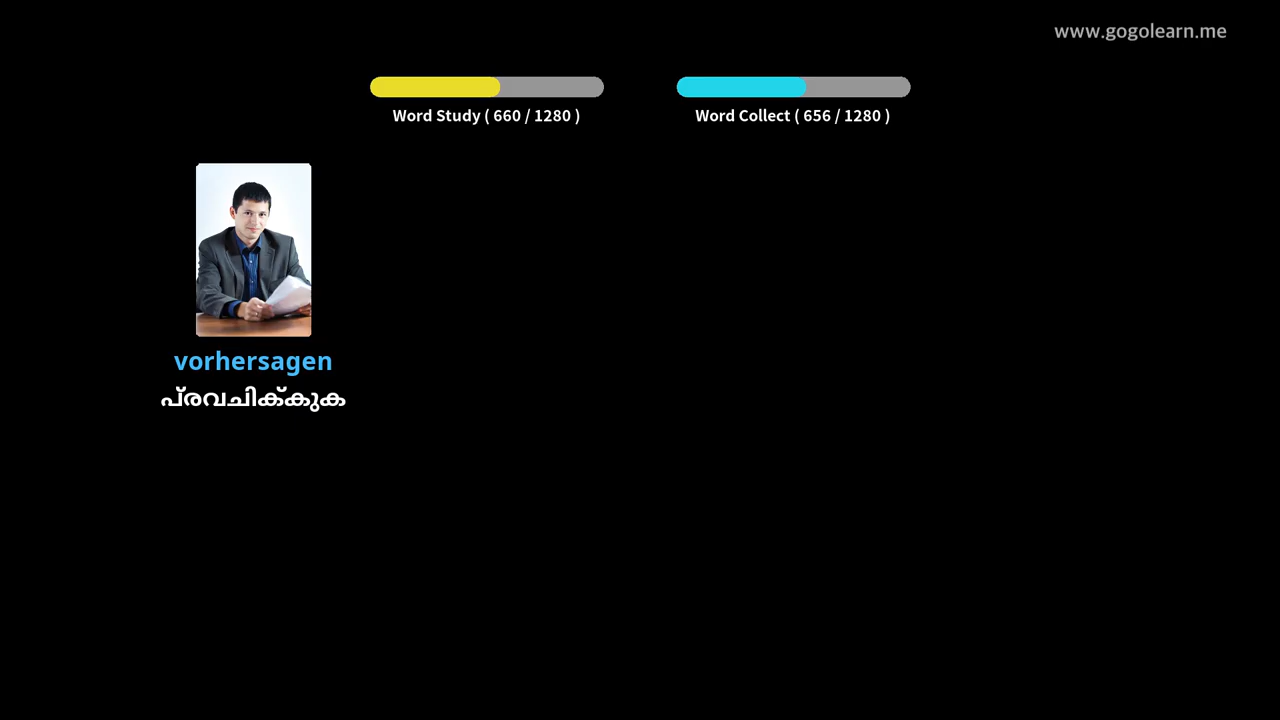 www.gogolearn.me
Word Study ( 660 / 1280 )
Word Collect ( 656 / 1280 )
vorhersagen
പ്രവചിക്കുക